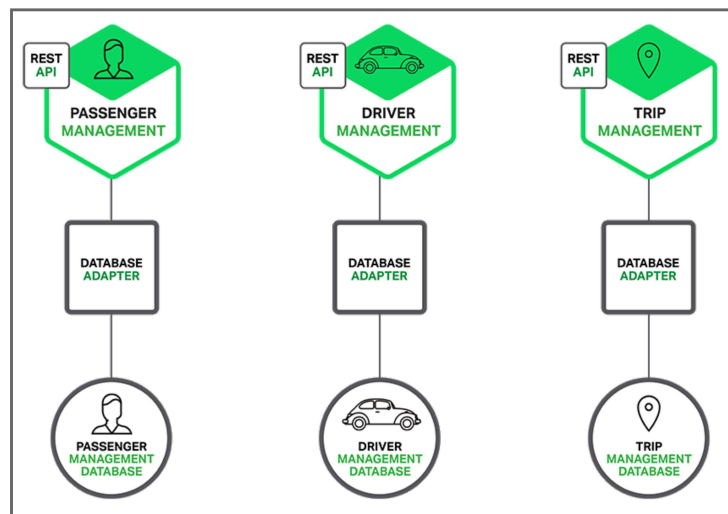 REST
API
PASSENGER
MANAGEMENT
REST
API
DRIVER
MANAGEMENT
REST
API
TRIP
MANAGEMENT
DATABASE
ADAPTER
DATABASE
ADAPTER
DATABASE
ADAPTER
PASSENGER
MANAGEMENT
DATABASE
DRIVER
MANAGEMENT
DATABASE
TRIP
MANAGEMENT
DATABASE